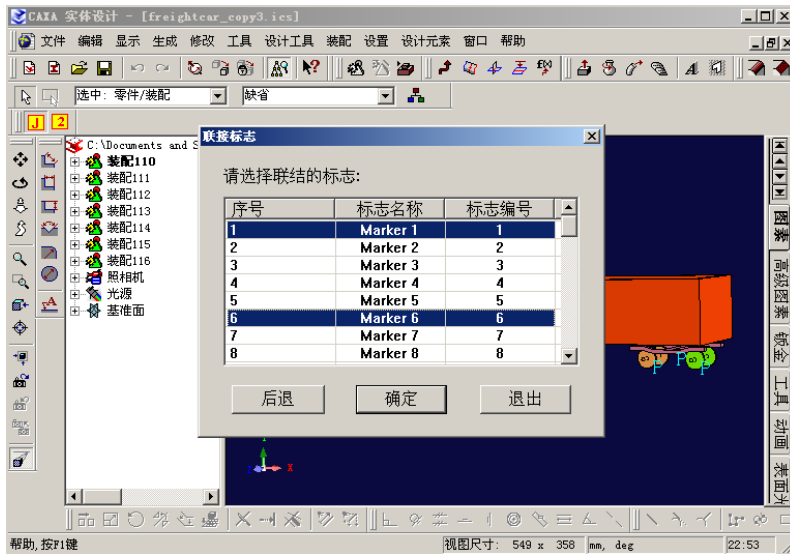 CAXA 实体设计 - [freightcar_copy3.ics]
文件 编辑 显示 生成 修改 工具 设计工具 装配 设置 设计元素 窗口 帮助
选中: 零件/装配 缺省
J 2
C:\Documents and S
装配110
装配111
装配112
装配113
装配114
装配115
装配116
照相机
光源
基准面
联接标志
请选择联结的标志:
序号 标志名称 标志编号
1 Marker 1 1
2 Marker 2 2
3 Marker 3 3
4 Marker 4 4
5 Marker 5 5
6 Marker 6 6
7 Marker 7 7
8 Marker 8 8
后退 确定 退出
P P P
X
图素
高级图素
钣金
工具
动画
表面光
帮助, 按F1键 视图尺寸: 549 x 358 mm, deg 22:53